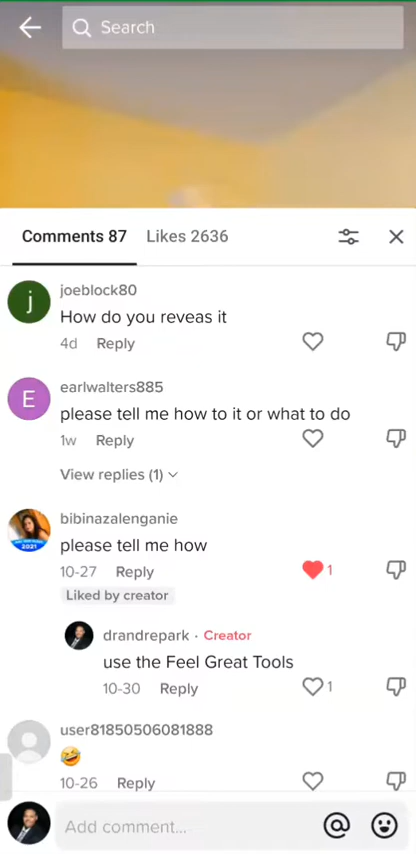 Search
Comments 87 Likes 2636
j
joeblock80
How do you reveas it
4d Reply
E
earlwalters885
please tell me how to it or what to do
1w Reply
View replies (1)
bibinazalenganie
please tell me how
10-27 Reply 1
2021
Liked by creator
drandrepark · Creator
use the Feel Great Tools
10-30 Reply 1
user81850506081888
🤣
10-26 Reply
Add comment... @